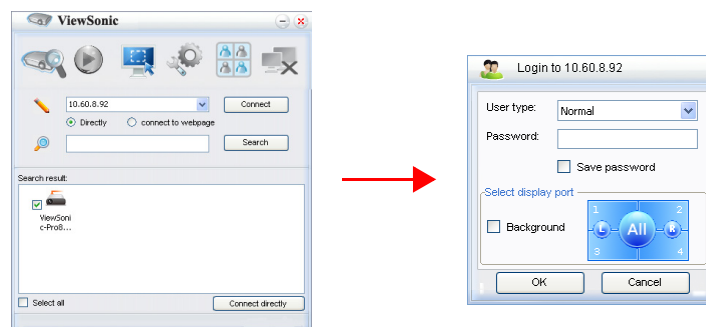 ViewSonic
10.60.8.92
Connect
Directly
connect to webpage
Search
Search result:
ViewSoni
c-Pro8...
Select all
Connect directly
Login to 10.60.8.92
User type:
Normal
Password:
Save password
Select display port
Background
1
2
L
All
R
3
4
OK
Cancel